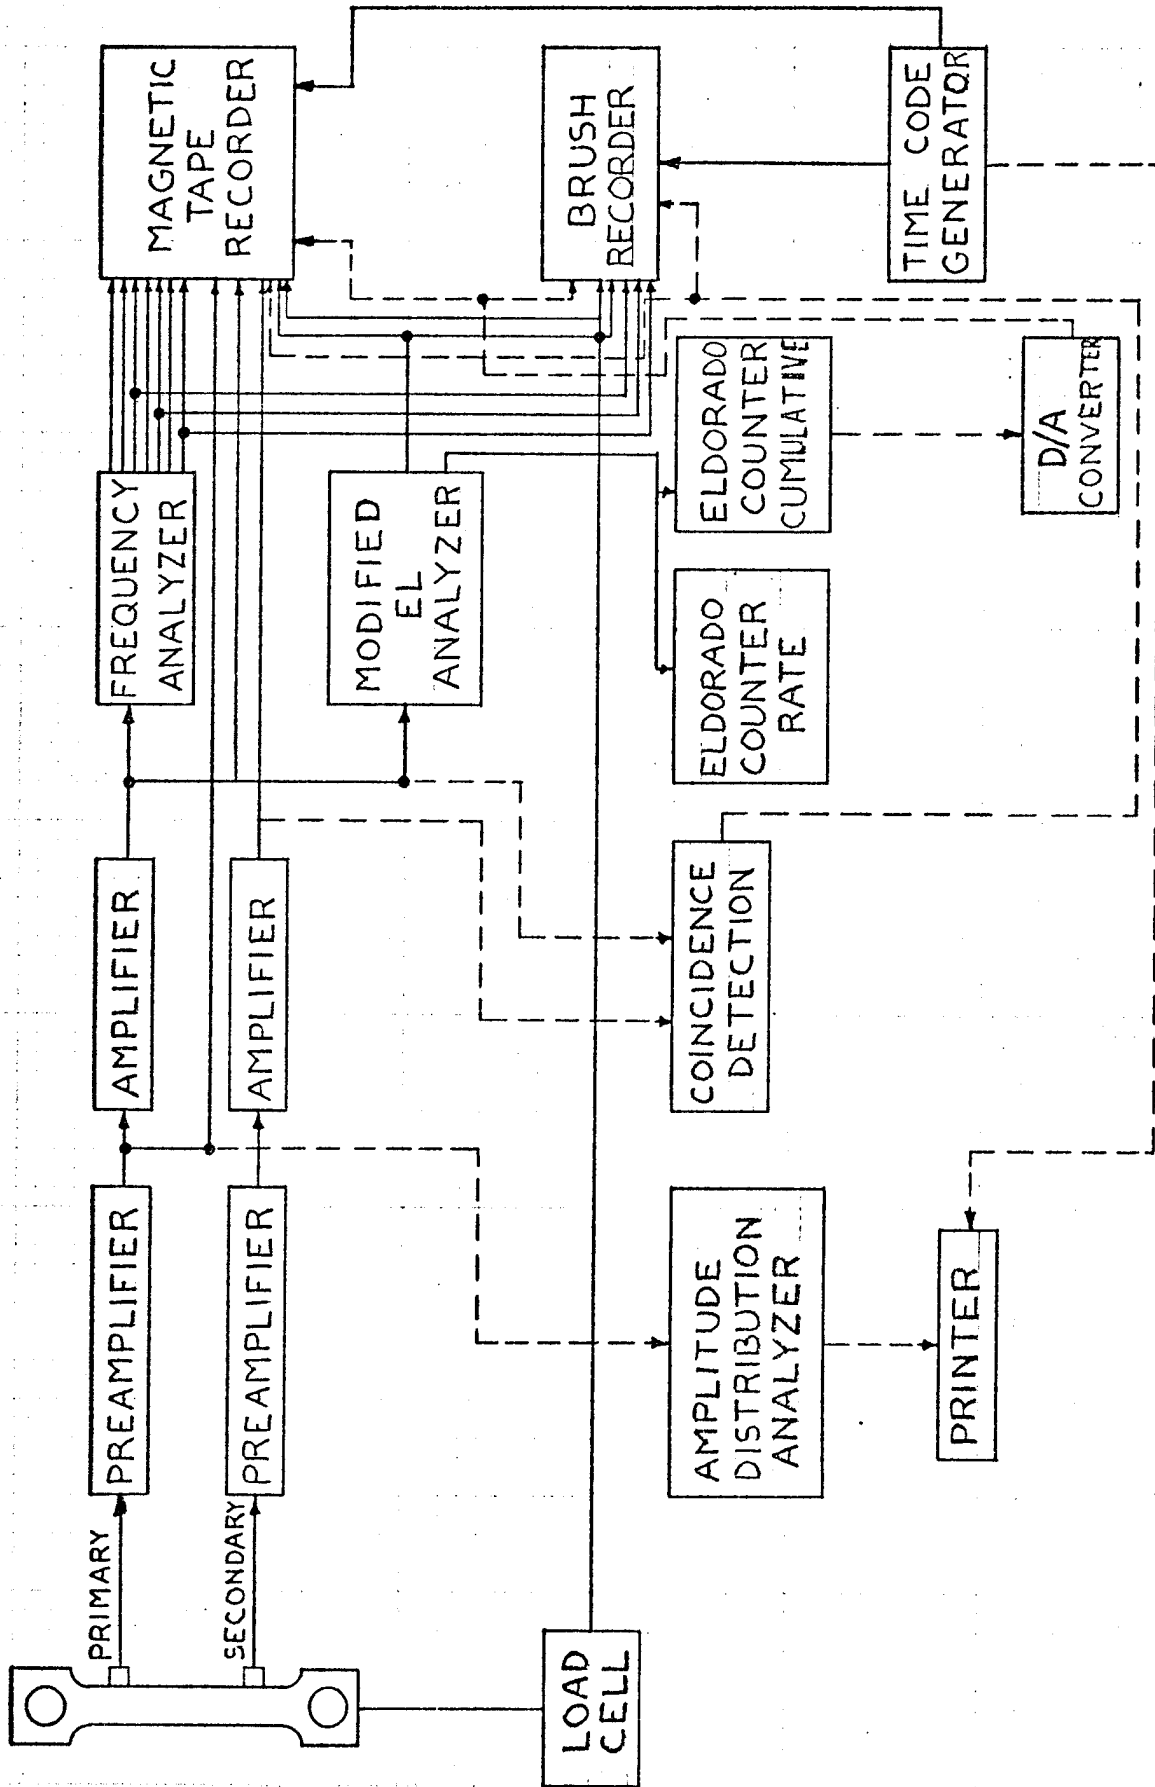 PRIMARY
SECONDARY
PREAMPLIFIER
PREAMPLIFIER
AMPLIFIER
AMPLIFIER
FREQUENCY
ANALYZER
MAGNETIC
TAPE
RECORDER
MODIFIED
EL
ANALYZER
BRUSH
RECORDER
LOAD
CELL
AMPLITUDE
DISTRIBUTION
ANALYZER
COINCIDENCE
DETECTION
ELDORADO
COUNTER
RATE
ELDORADO
COUNTER
CUMULATIVE
TIME CODE
GENERATOR
PRINTER
D/A
CONVERTER